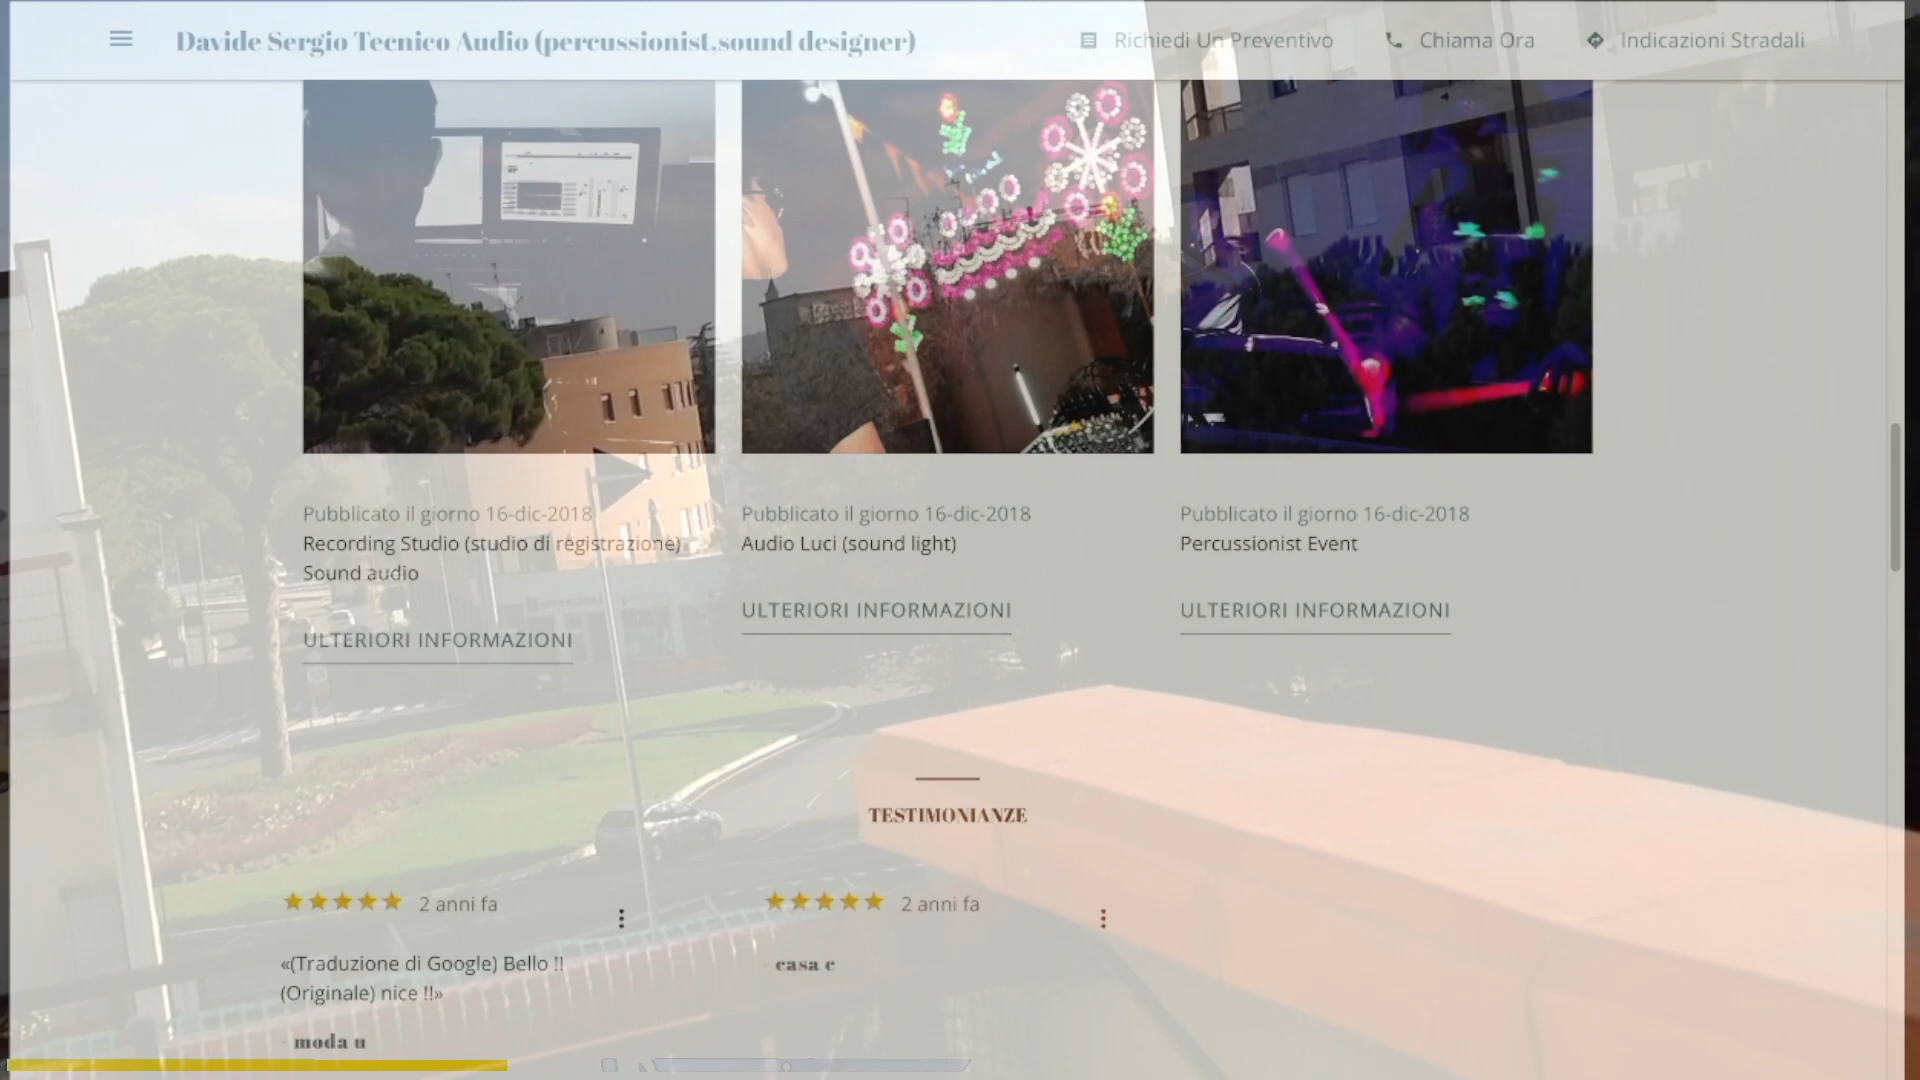 Davide Sergio Tecnico Audio (percussionist,sound designer)
Richiedi Un Preventivo
Chiama Ora
Indicazioni Stradali
Pubblicato il giorno 16-dic-2018
Recording Studio (studio di registrazione)
Sound audio
ULTERIORI INFORMAZIONI
Pubblicato il giorno 16-dic-2018
Audio Luci (sound light)
ULTERIORI INFORMAZIONI
Pubblicato il giorno 16-dic-2018
Percussionist Event
ULTERIORI INFORMAZIONI
TESTIMONIANZE
2 anni fa
«(Traduzione di Google) Bello !!
(Originale) nice !!»
- moda u
2 anni fa
- casa c